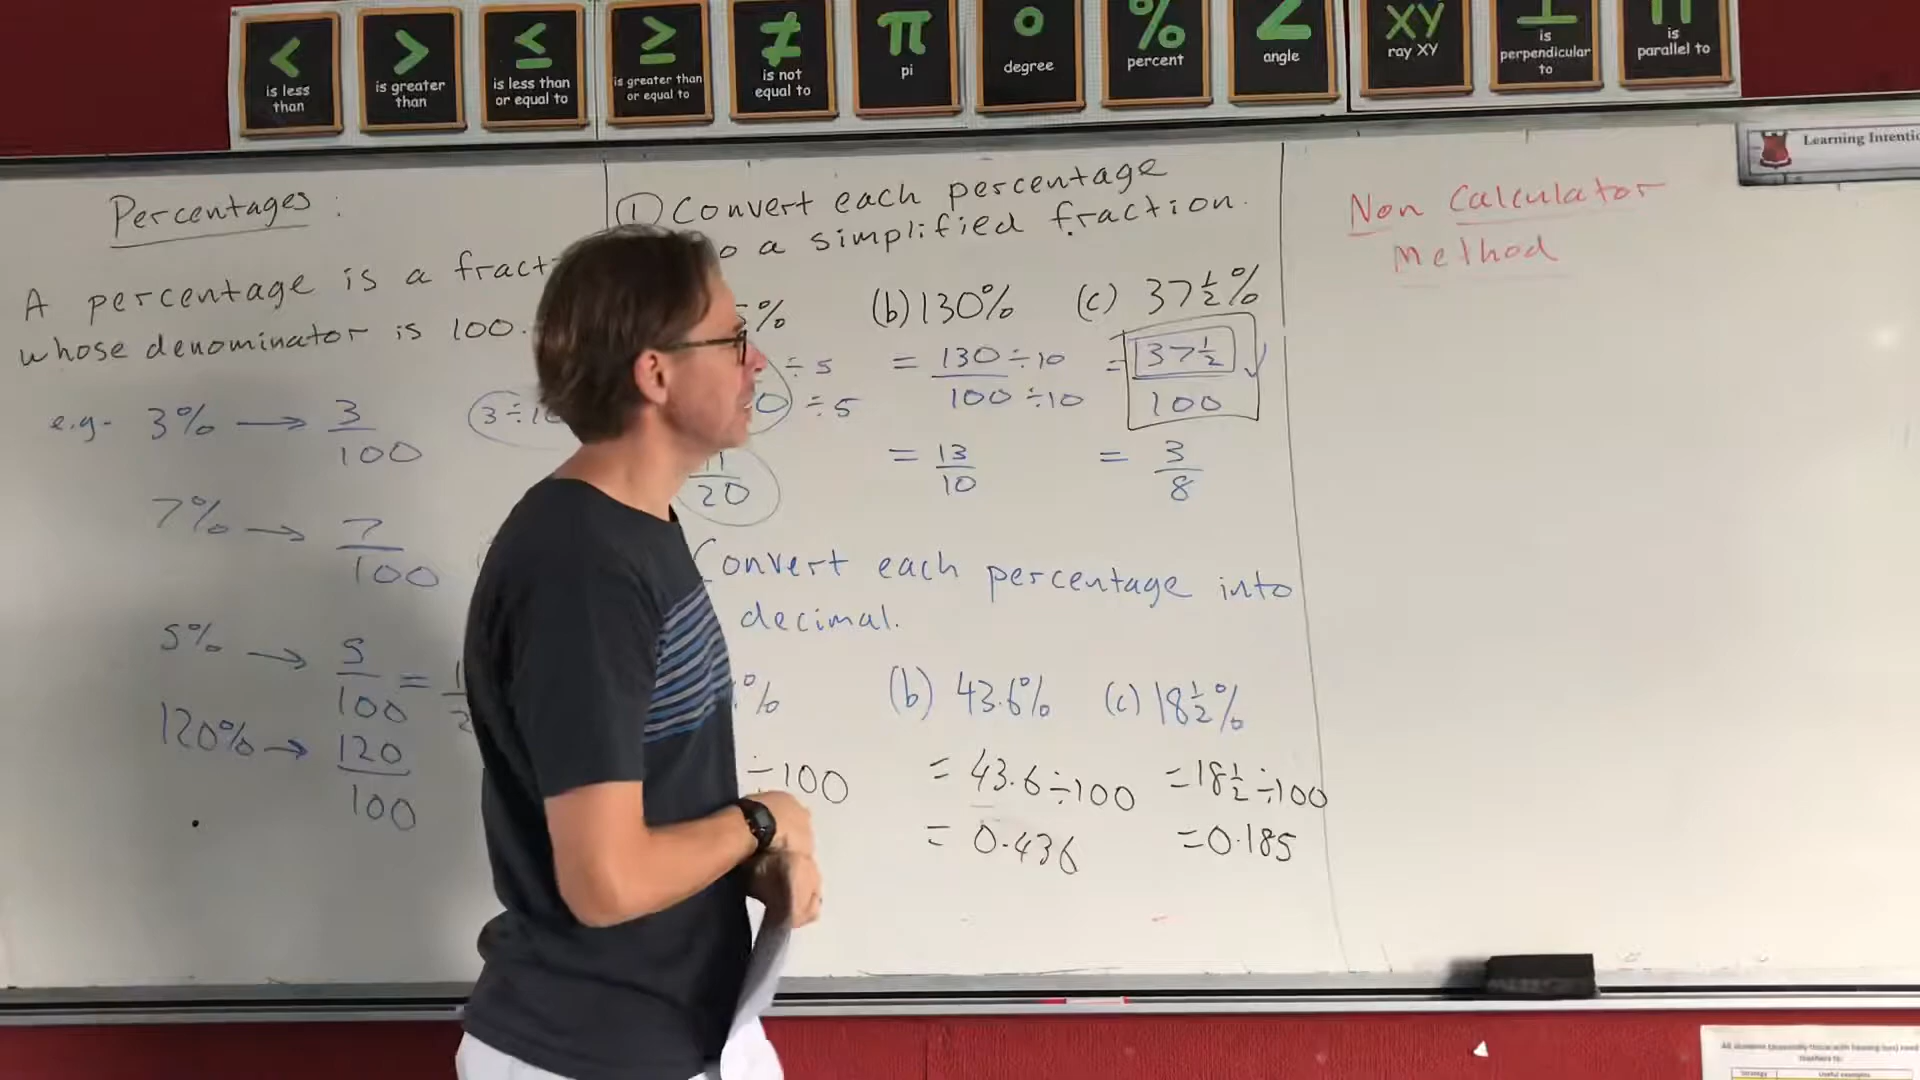 <
is less
than
>
is greater
than
≤
is less than
or equal to
≥
is greater than
or equal to
≠
is not
equal to
π
pi
°
degree
%
percent
∠
angle
XY
ray XY
⊥
is
perpendicular
to
is
parallel to
Learning Intentio
Percentages:
A percentage is a fract
whose denominator is 100.
e.g. 3% → 3/100
3÷10
7% → 7/100
5% → 5/100 =
120% → 120/100
① Convert each percentage
o a simplified fraction.
5% (b) 130% (c) 37½%
÷5 = 130÷10 / 100÷10 = 37½ / 100
÷5
11/20 = 13/10 = 3/8
Convert each percentage into
decimal.
% (b) 43.6% (c) 18½%
÷100 = 43.6÷100 = 18½÷100
= 0.436 = 0.185
Non Calculator
Method
Strategy Useful examples